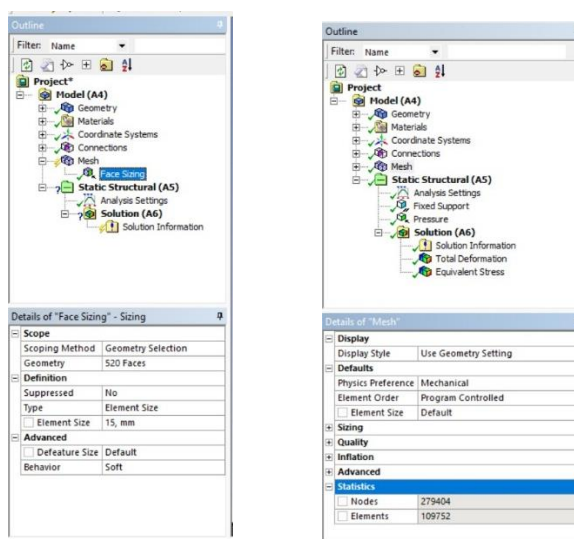 Outline
Filter: Name
Project*
Model (A4)
Geometry
Materials
Coordinate Systems
Connections
Mesh
Face Sizing
Static Structural (A5)
Analysis Settings
Solution (A6)
Solution Information
Details of "Face Sizing" - Sizing
Scope
Scoping Method Geometry Selection
Geometry 520 Faces
Definition
Suppressed No
Type Element Size
Element Size 15, mm
Advanced
Defeature Size Default
Behavior Soft
Outline
Filter: Name
Project
Model (A4)
Geometry
Materials
Coordinate Systems
Connections
Mesh
Static Structural (A5)
Analysis Settings
Fixed Support
Pressure
Solution (A6)
Solution Information
Total Deformation
Equivalent Stress
Details of "Mesh"
Display
Display Style Use Geometry Setting
Defaults
Physics Preference Mechanical
Element Order Program Controlled
Element Size Default
Sizing
Quality
Inflation
Advanced
Statistics
Nodes 279404
Elements 109752